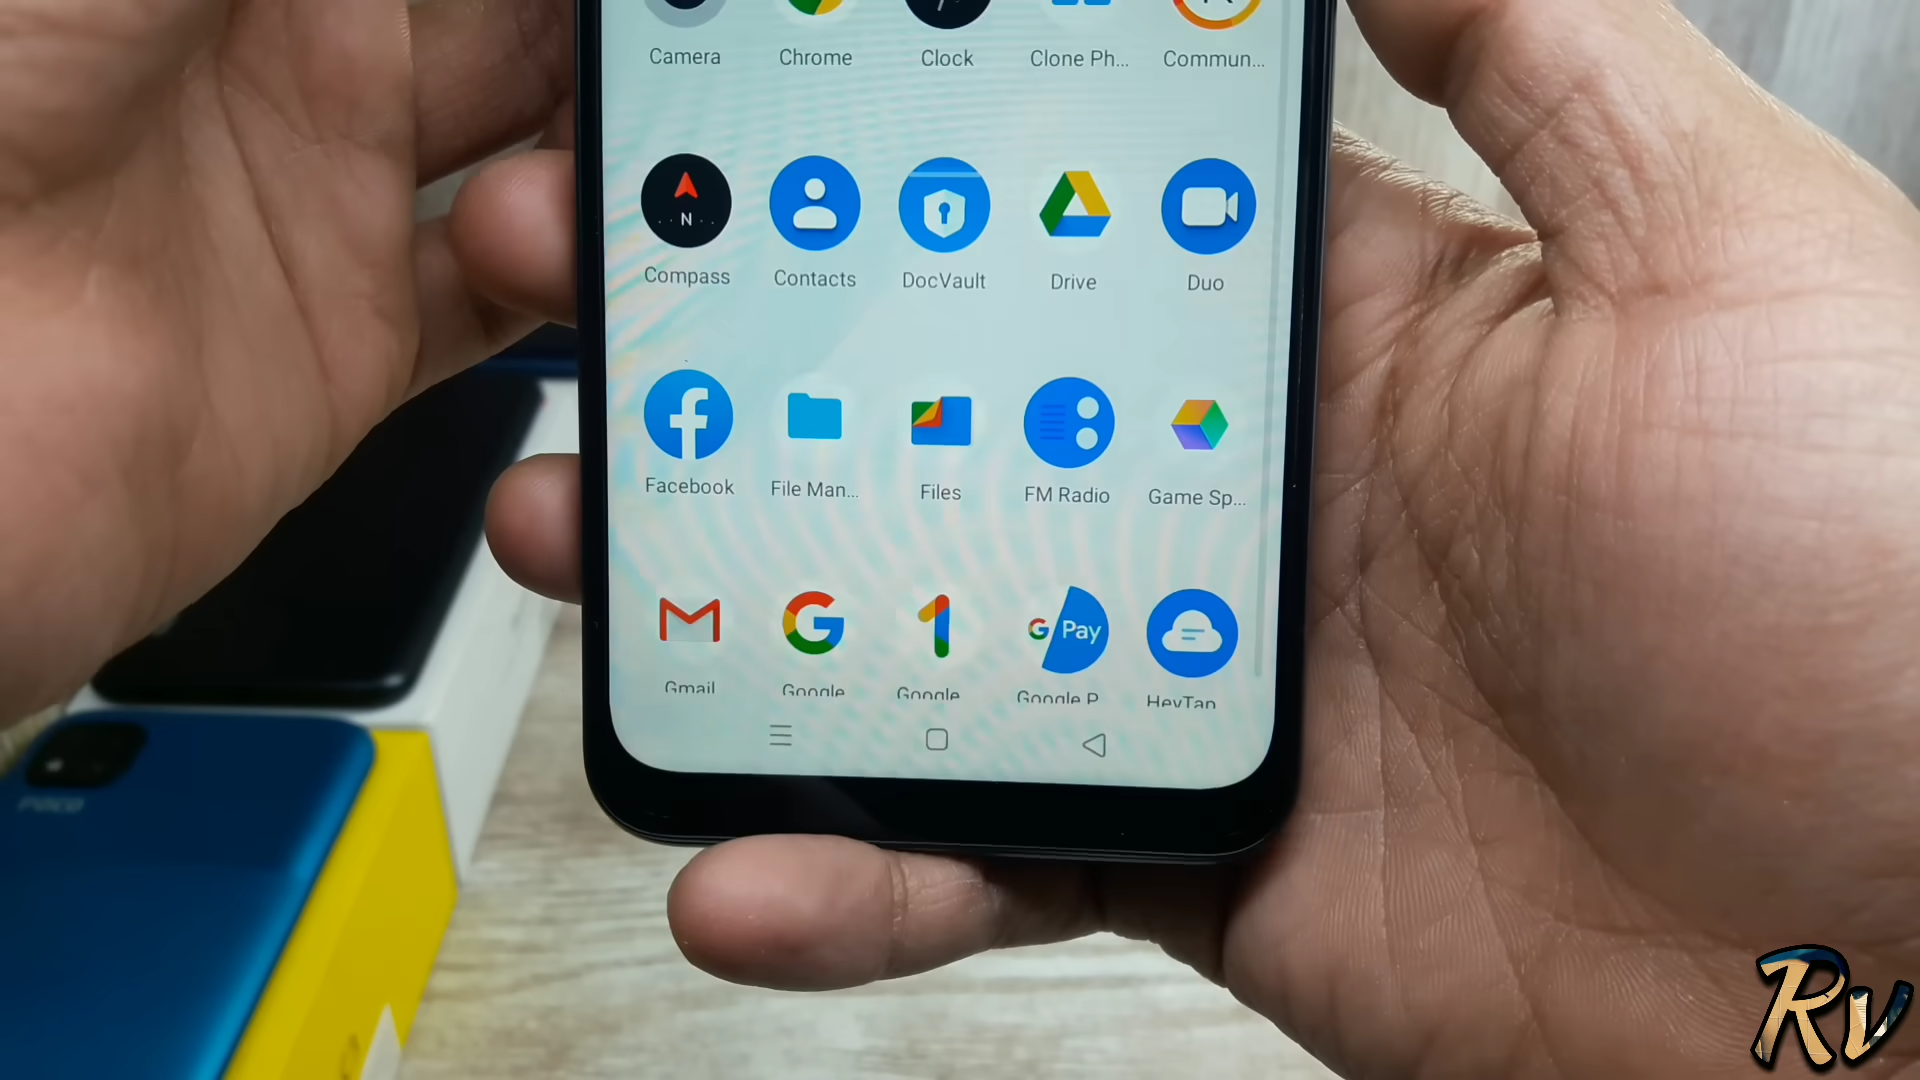 Camera Chrome Clock Clone Ph... Commun...
N
Compass Contacts DocVault Drive Duo
Facebook File Man... Files FM Radio Game Sp...
G Pay
Gmail Google Google Google P HeyTap
POCO
Rv